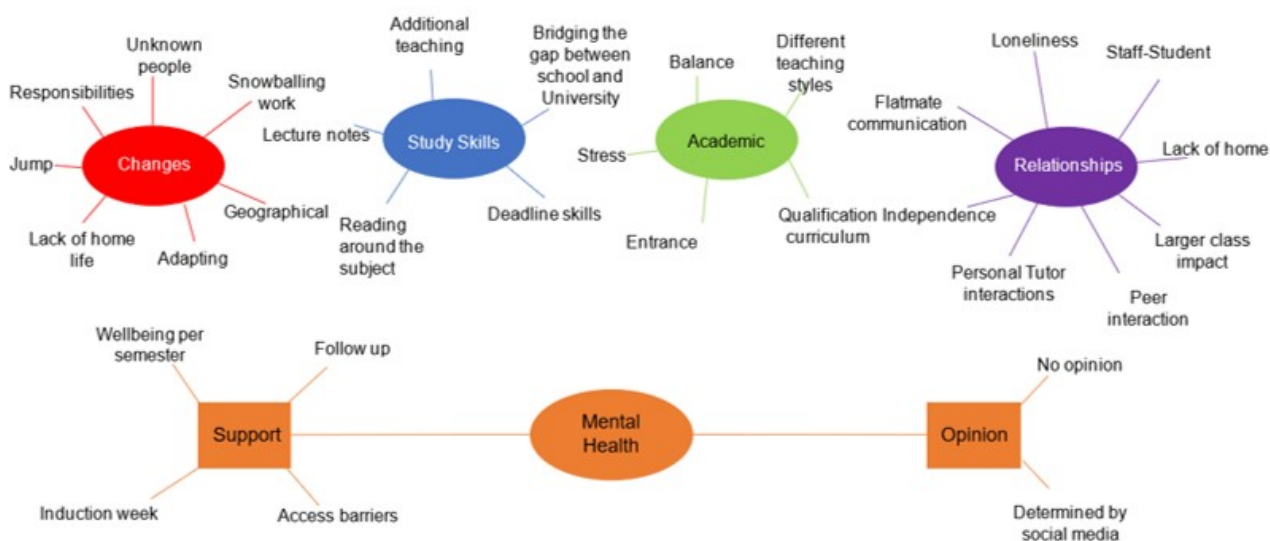 Unknown
people
Responsibilities
Snowballing
work
Jump
Changes
Geographical
Lack of home
life
Adapting
Additional
teaching
Bridging the
gap between
school and
University
Lecture notes
Study Skills
Reading
around the
subject
Deadline skills
Balance
Different
teaching
styles
Stress
Academic
Entrance
Qualification
curriculum
Loneliness
Staff-Student
Flatmate
communication
Relationships
Lack of home
Independence
Larger class
impact
Personal Tutor
interactions
Peer
interaction
Wellbeing per
semester
Follow up
Support
Induction week
Access barriers
Mental
Health
No opinion
Opinion
Determined by
social media